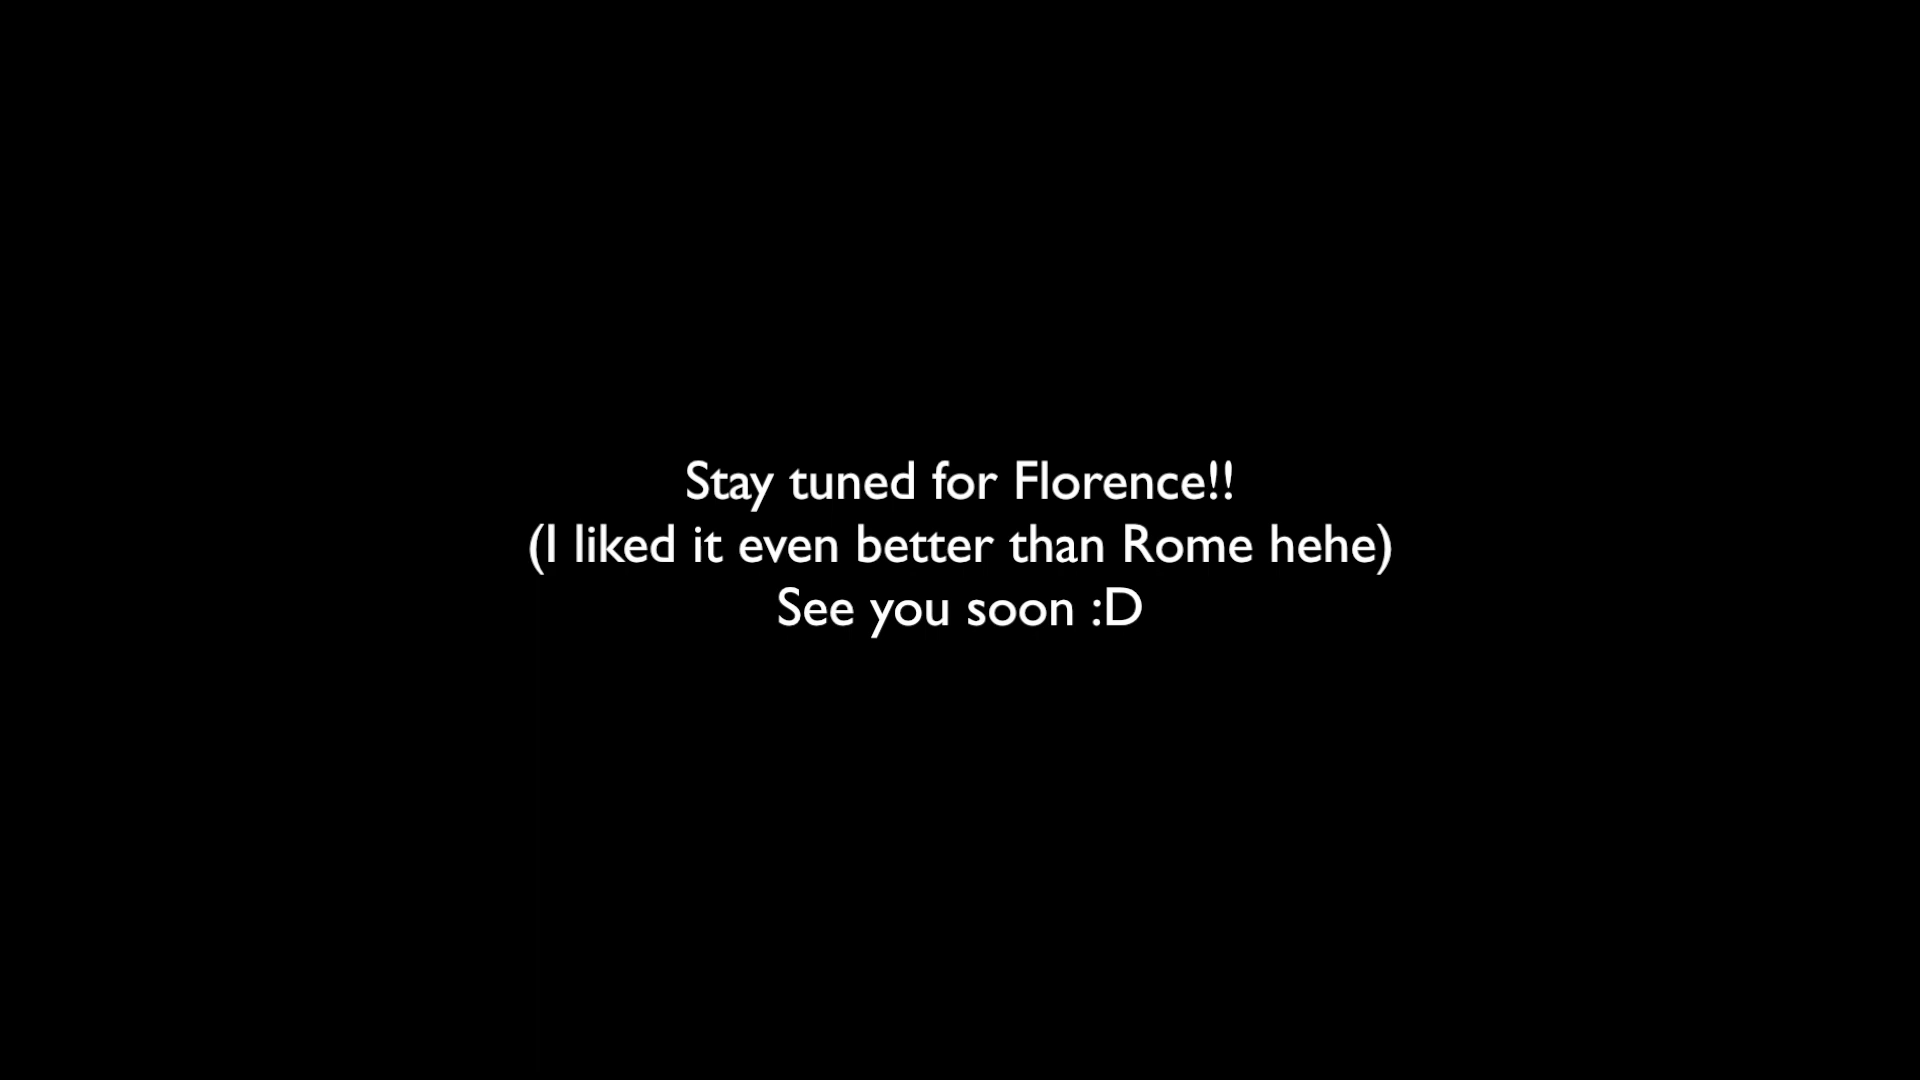 Stay tuned for Florence!!
(I liked it even better than Rome hehe)
See you soon :D